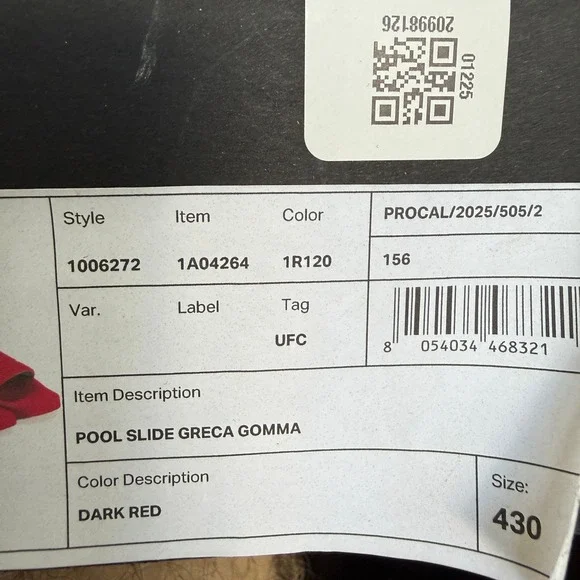 20998126
01225
Style Item Color
1006272 1A04264 1R120
PROCAL/2025/505/2
156
Var. Label Tag
UFC
8 054034 468321
Item Description
POOL SLIDE GRECA GOMMA
Color Description
DARK RED
Size:
430